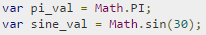 var pi_val = Math.PI;
var sine_val = Math.sin(30);